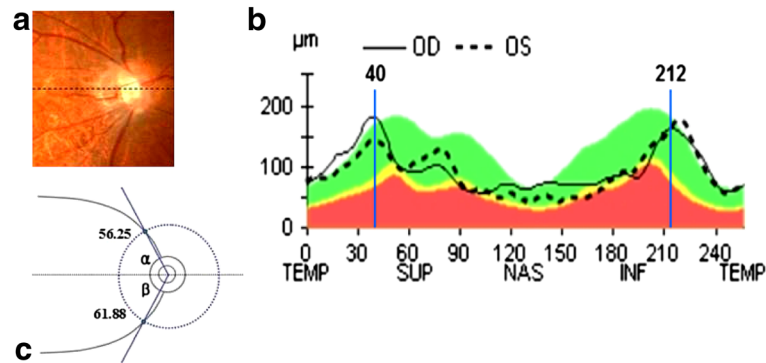 a
b
µm
OD OS
40 212
200
100
0
0 30 60 90 120 150 180 210 240
TEMP SUP NAS INF TEMP
56.25
α
β
61.88
c